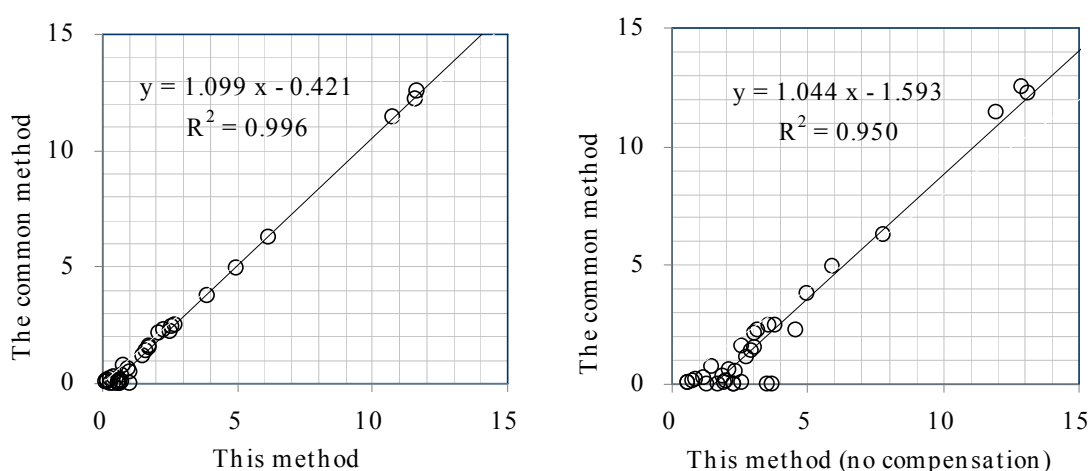 15
10
5
0
The common method
y = 1.099 x - 0.421
R² = 0.996
0 5 10 15
This method
15
10
5
0
The common method
y = 1.044 x - 1.593
R² = 0.950
0 5 10 15
This method (no compensation)